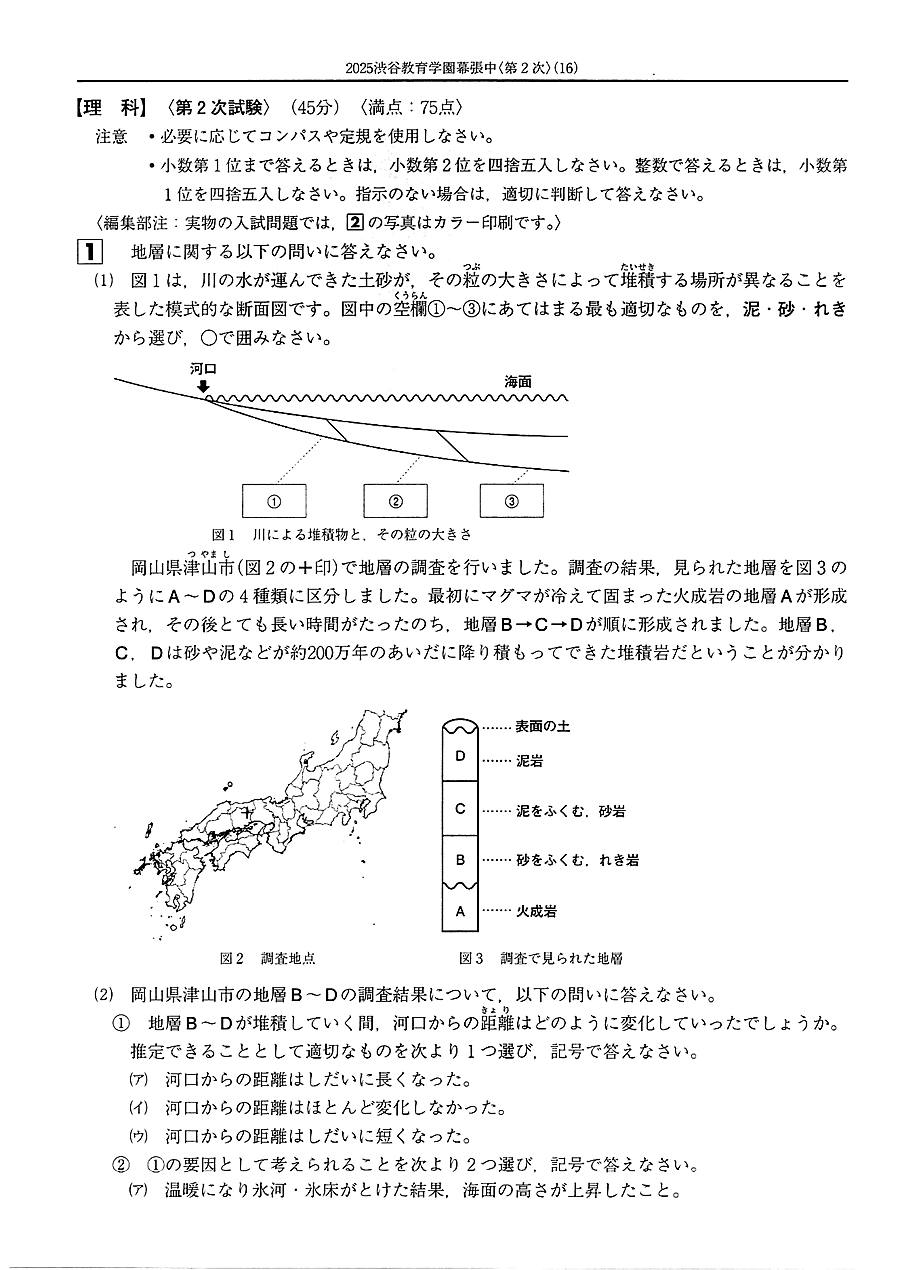 2025渋谷教育学園幕張中〈第2次〉(16)
【理 科】〈第2次試験〉(45分)〈満点:75点〉
注意 ・必要に応じてコンパスや定規を使用しなさい。
・小数第1位まで答えるときは,小数第2位を四捨五入しなさい。整数で答えるときは,小数第
1位を四捨五入しなさい。指示のない場合は,適切に判断して答えなさい。
〈編集部注:実物の入試問題では,2の写真はカラー印刷です。〉
1 地層に関する以下の問いに答えなさい。
つぶ たいせき
(1) 図1は,川の水が運んできた土砂が,その粒の大きさによって堆積する場所が異なることを
くうらん
表した模式的な断面図です。図中の空欄①〜③にあてはまる最も適切なものを,泥・砂・れき
から選び,○で囲みなさい。
河口
海面
① ② ③
図1 川による堆積物と,その粒の大きさ
つやまし
岡山県津山市(図2の+印)で地層の調査を行いました。調査の結果,見られた地層を図3の
ようにA〜Dの4種類に区分しました。最初にマグマが冷えて固まった火成岩の地層Aが形成
され,その後とても長い時間がたったのち,地層B→C→Dが順に形成されました。地層B,
C,Dは砂や泥などが約200万年のあいだに降り積もってできた堆積岩だということが分かり
ました。
表面の土
D 泥岩
C 泥をふくむ,砂岩
B 砂をふくむ,れき岩
A 火成岩
図2 調査地点
図3 調査で見られた地層
(2) 岡山県津山市の地層B〜Dの調査結果について,以下の問いに答えなさい。
きょり
① 地層B〜Dが堆積していく間,河口からの距離はどのように変化していったでしょうか。
推定できることとして適切なものを次より1つ選び,記号で答えなさい。
(ア) 河口からの距離はしだいに長くなった。
(イ) 河口からの距離はほとんど変化しなかった。
(ウ) 河口からの距離はしだいに短くなった。
② ①の要因として考えられることを次より2つ選び,記号で答えなさい。
(ア) 温暖になり氷河・氷床がとけた結果,海面の高さが上昇したこと。